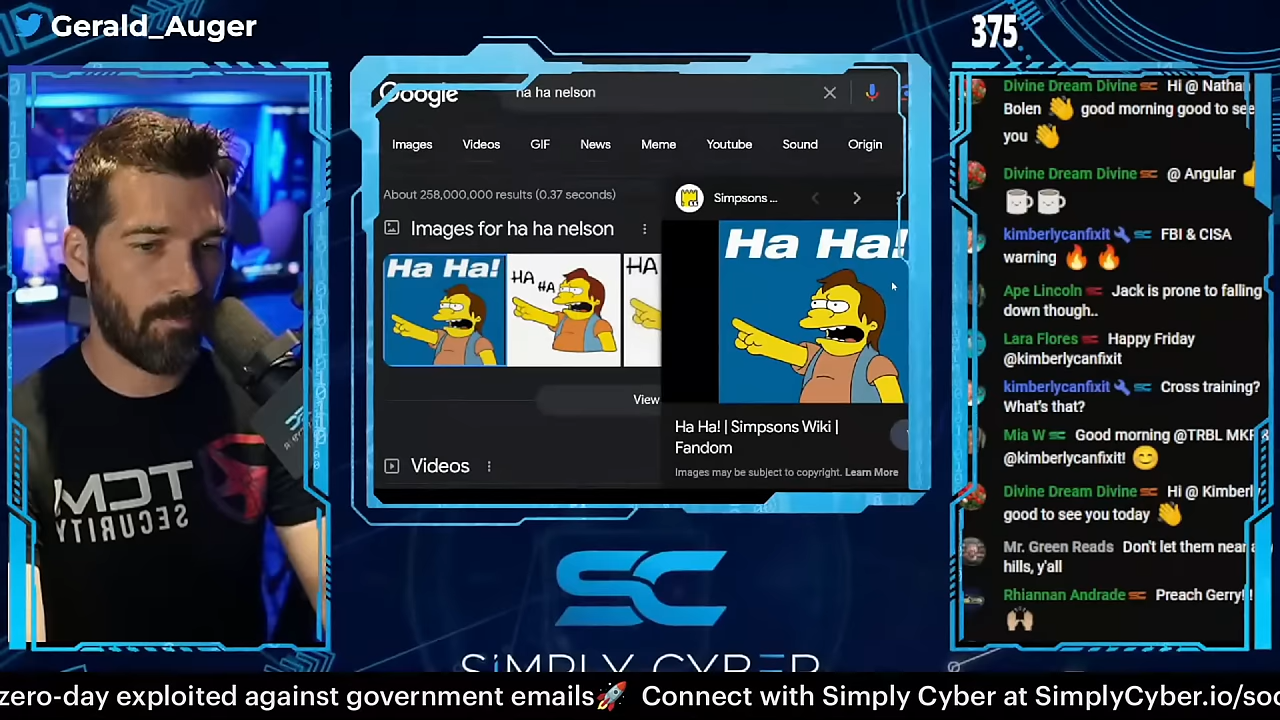 Gerald_Auger
375
Google
ha ha nelson
Images Videos GIF News Meme Youtube Sound Origin
About 258,000,000 results (0.37 seconds)
Simpsons ...
Images for ha ha nelson
Ha Ha!
HA HA
HA
Ha Ha!
View
Ha Ha! | Simpsons Wiki |
Fandom
Images may be subject to copyright. Learn More
Videos
MCT
SECURITY
SC
SIMPLY CYBER
Divine Dream Divine Hi @ Nathan
Bolen 👋 good morning good to see
you 👋
Divine Dream Divine @ Angular
kimberlycanfixit FBI & CISA
warning 🔥 🔥
Ape Lincoln Jack is prone to falling
down though..
Lara Flores Happy Friday
@kimberlycanfixit
kimberlycanfixit Cross training?
What's that?
Mia W Good morning @TRBL MKR
@kimberlycanfixit! 😊
Divine Dream Divine Hi @ Kimberl
good to see you today 👋
Mr. Green Reads Don't let them near
hills, y'all
Rhiannan Andrade Preach Gerry!!
🙌🏼
zero-day exploited against government emails🚀 Connect with Simply Cyber at SimplyCyber.io/soc